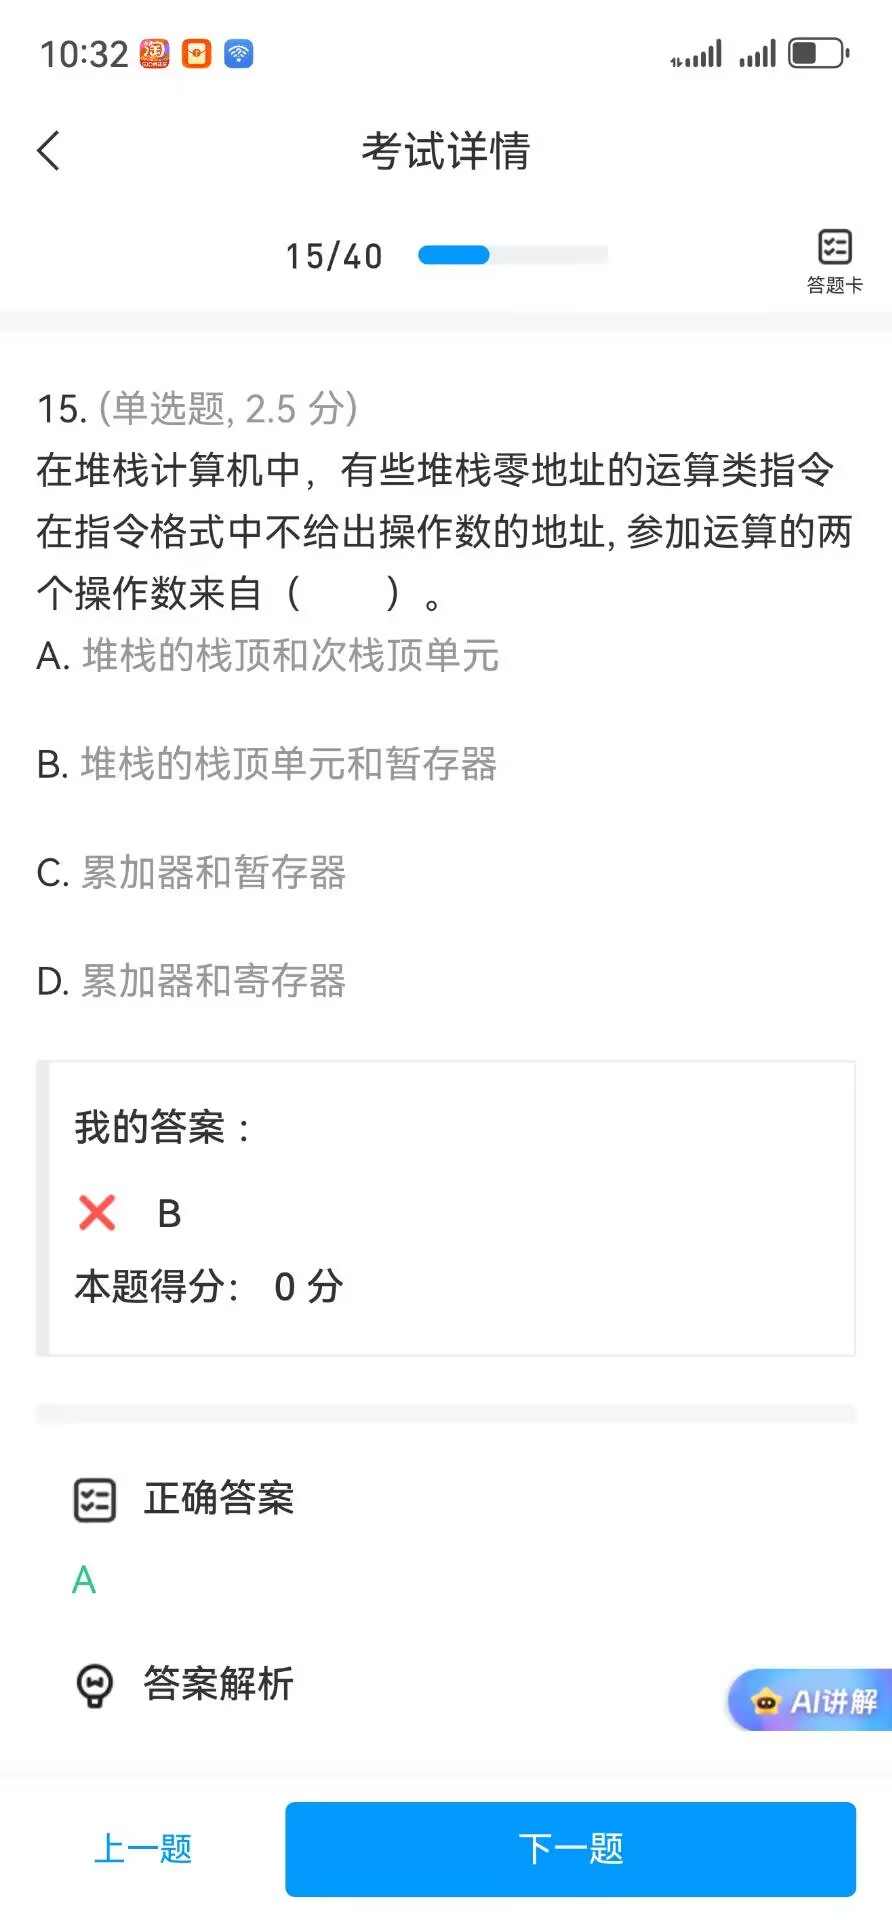 10:32
考试详情
15/40
答题卡
15. (单选题, 2.5 分)
在堆栈计算机中，有些堆栈零地址的运算类指令
在指令格式中不给出操作数的地址, 参加运算的两
个操作数来自（　　）。
A. 堆栈的栈顶和次栈顶单元
B. 堆栈的栈顶单元和暂存器
C. 累加器和暂存器
D. 累加器和寄存器
我的答案：
❌ B
本题得分： 0 分
正确答案
A
答案解析
AI讲解
上一题
下一题